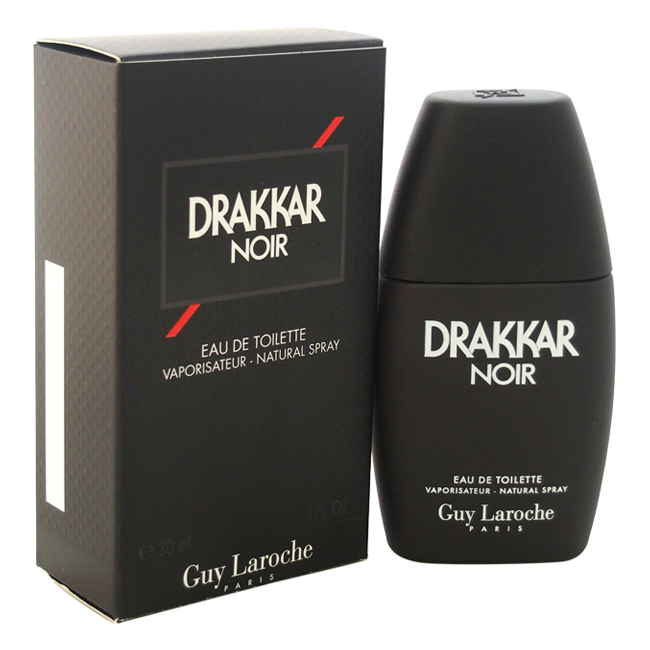 DRAKKAR
NOIR
EAU DE TOILETTE
VAPORISATEUR - NATURAL SPRAY
℮ 30 ml
1 FL. OZ
Guy Laroche
PARIS
DRAKKAR
NOIR
EAU DE TOILETTE
VAPORISATEUR - NATURAL SPRAY
Guy Laroche
PARIS